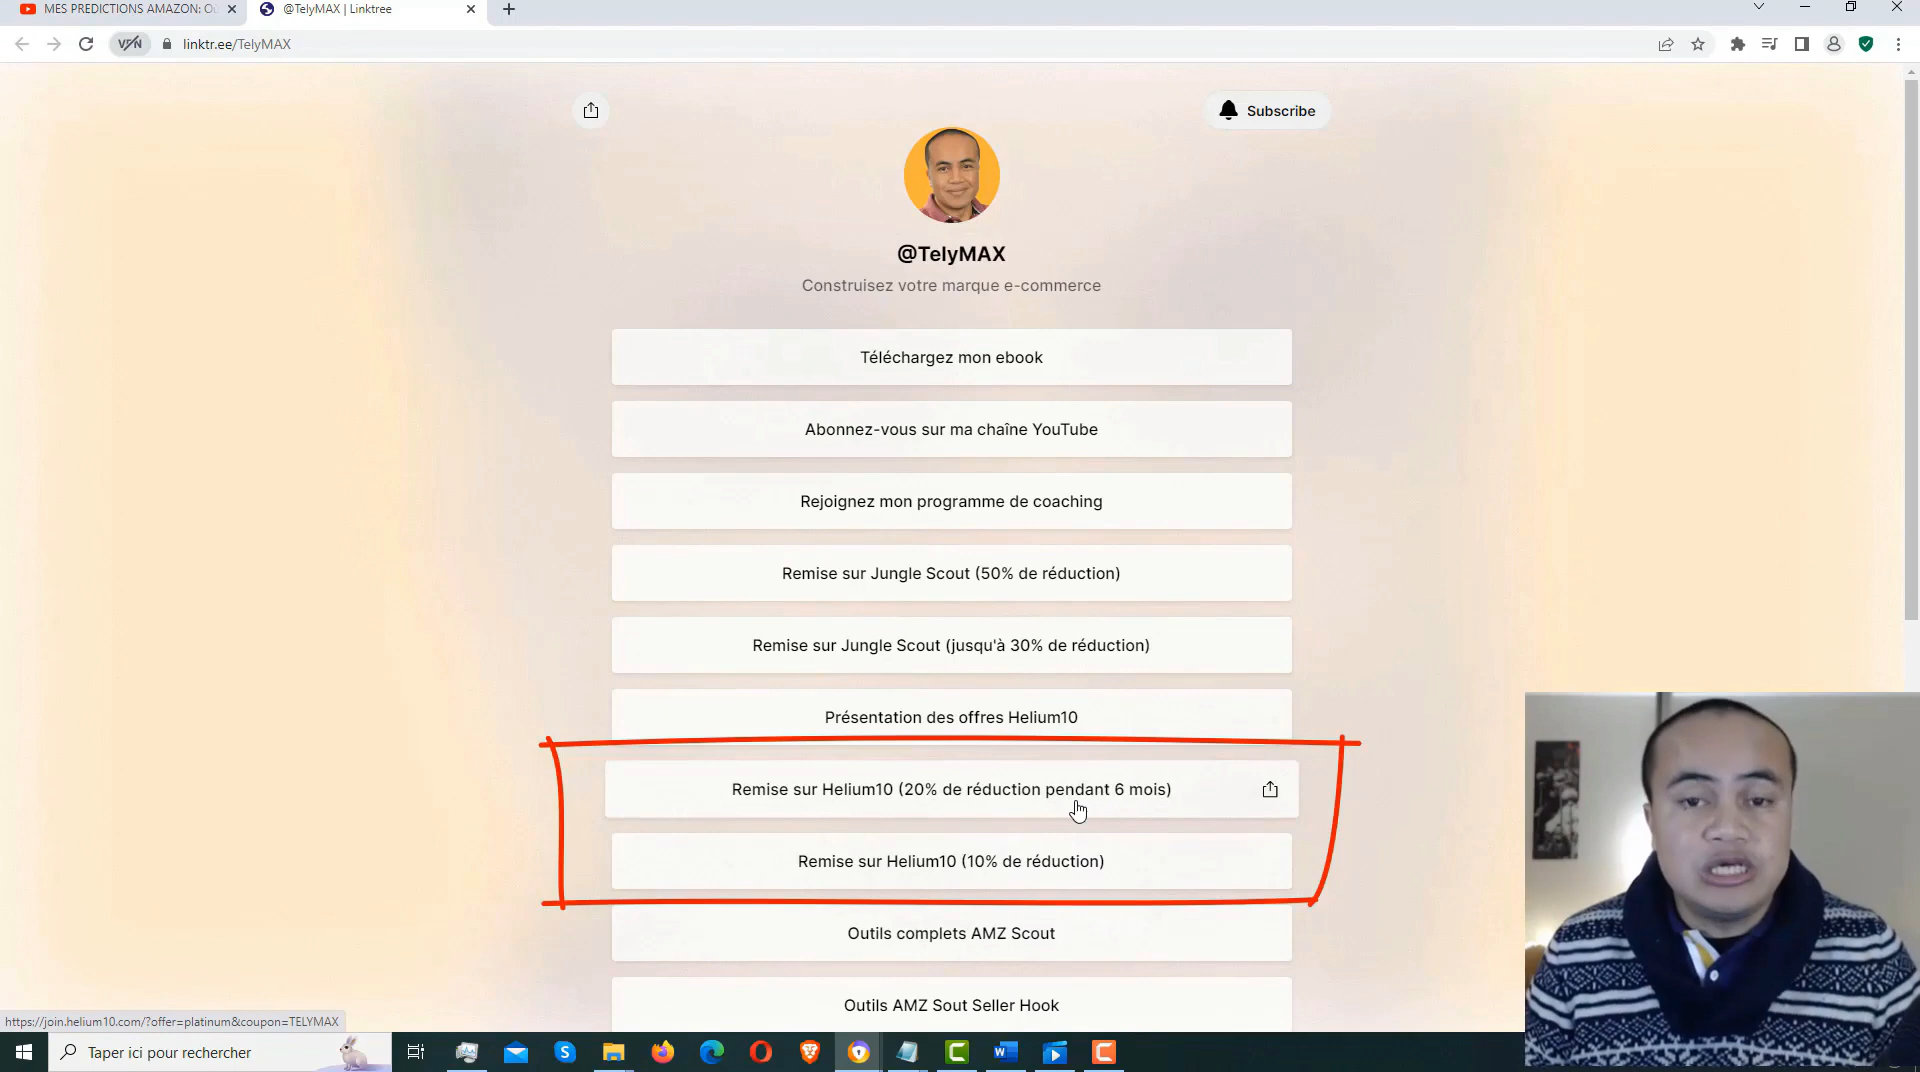 MES PREDICTIONS AMAZON: O
@TelyMAX | Linktree
VPN
linktr.ee/TelyMAX
Subscribe
@TelyMAX
Construisez votre marque e-commerce
Téléchargez mon ebook
Abonnez-vous sur ma chaîne YouTube
Rejoignez mon programme de coaching
Remise sur Jungle Scout (50% de réduction)
Remise sur Jungle Scout (jusqu'à 30% de réduction)
Présentation des offres Helium10
Remise sur Helium10 (20% de réduction pendant 6 mois)
Remise sur Helium10 (10% de réduction)
Outils complets AMZ Scout
Outils AMZ Sout Seller Hook
https://join.helium10.com/?offer=platinum&coupon=TELYMAX
Taper ici pour rechercher